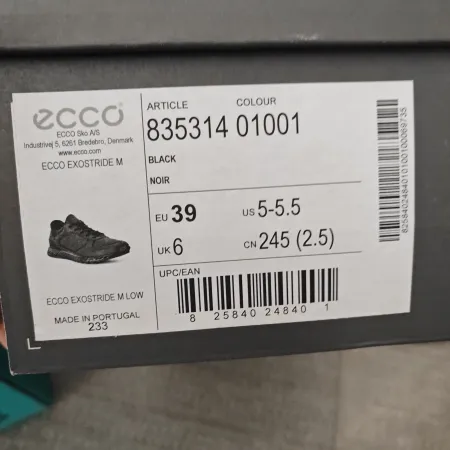 ecco
ECCO Sko A/S
Industrivej 5, 6261 Bredebro, Denmark
www.ecco.com
ECCO EXOSTRIDE M
ARTICLE COLOUR
835314 01001
BLACK
NOIR
EU 39 US 5-5.5
UK 6 CN 245 (2.5)
UPC/EAN
8 25840 24840 1
ECCO EXOSTRIDE M LOW
MADE IN PORTUGAL
233